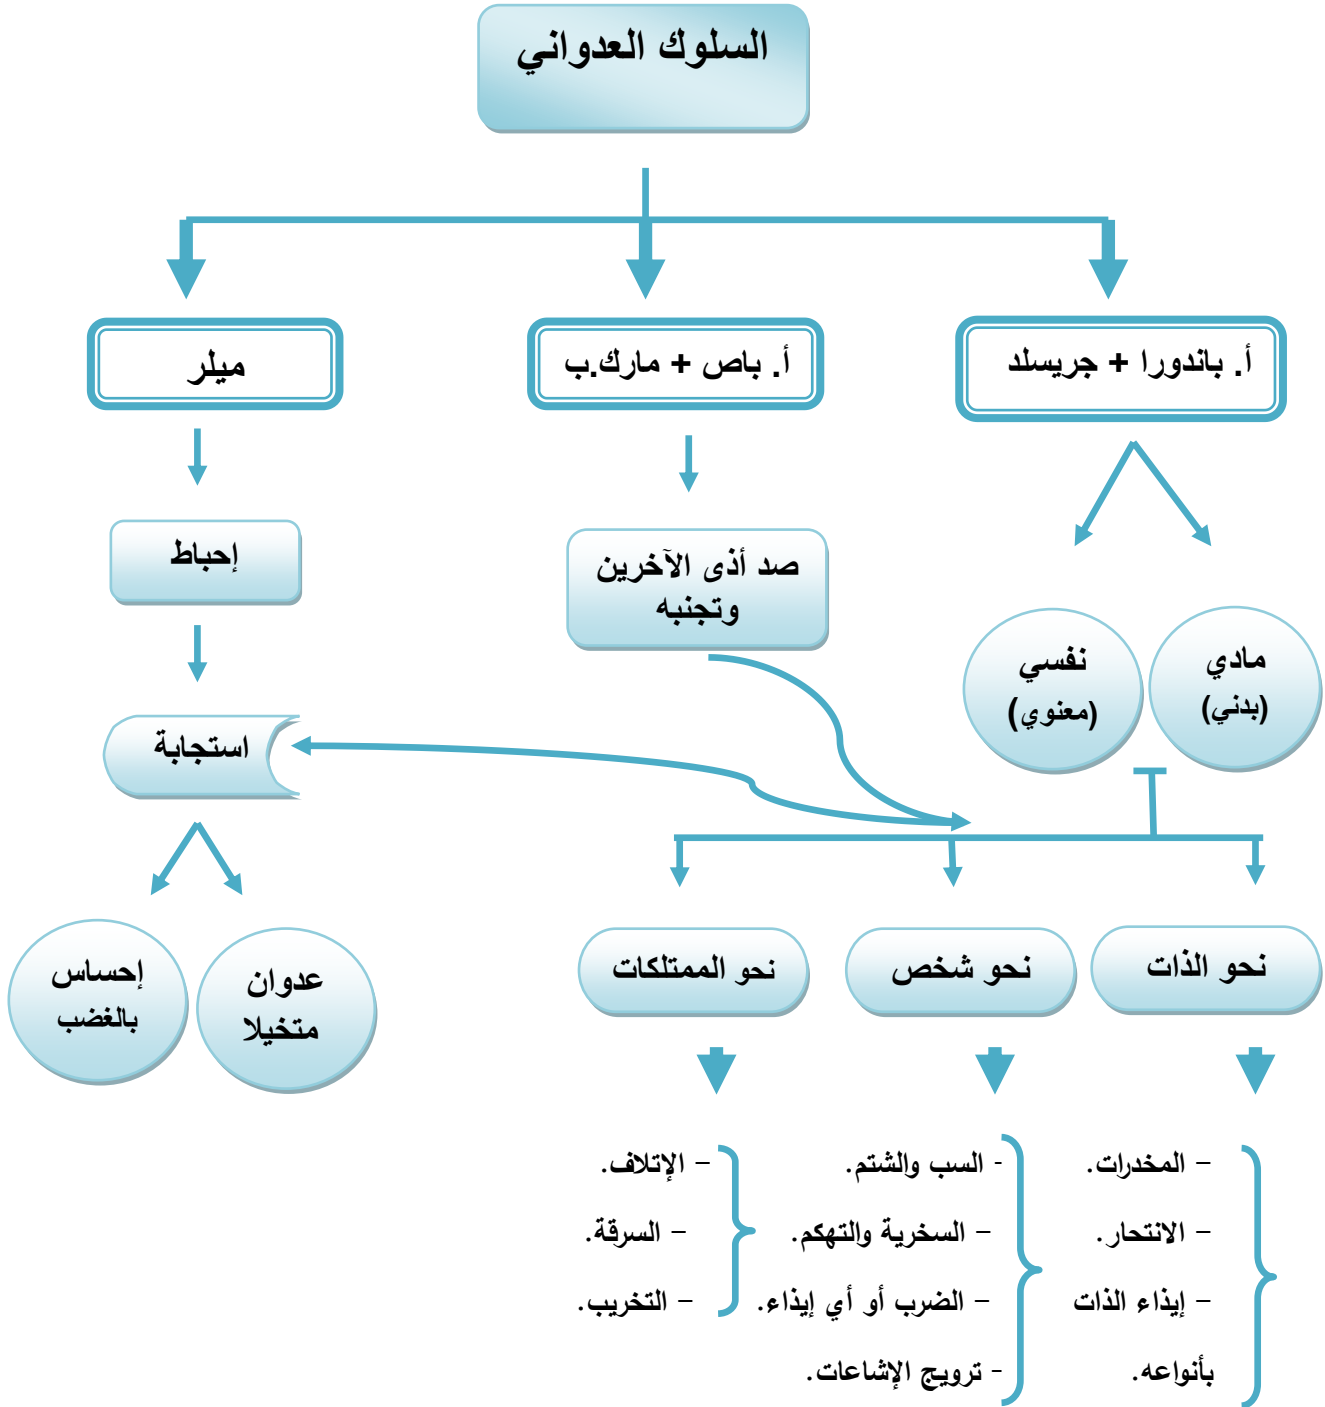 السلوك العدواني
أ. باندورا + جريسلد
أ. باص + مارك.ب
ميلر
إحباط
صد أذى الآخرين
وتجنبه
مادي
(بدني)
نفسي
(معنوي)
استجابة
عدوان
متخيلا
إحساس
بالغضب
نحو الذات
نحو شخص
نحو الممتلكات
– المخدرات.
– الانتحار.
– إيذاء الذات
بأنواعه.
- السب والشتم.
– السخرية والتهكم.
– الضرب أو أي إيذاء.
- ترويج الإشاعات.
– الإتلاف.
– السرقة.
– التخريب.